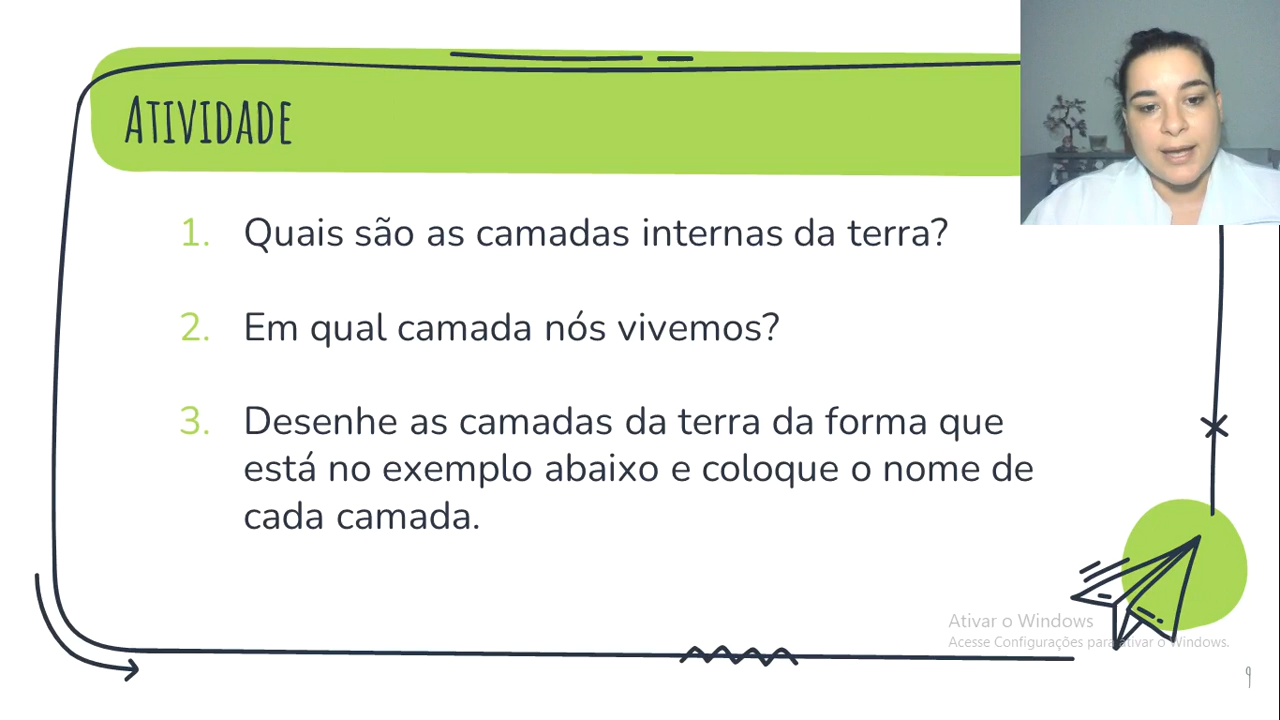 ATIVIDADE
1. Quais são as camadas internas da terra?
2. Em qual camada nós vivemos?
3. Desenhe as camadas da terra da forma que
está no exemplo abaixo e coloque o nome de
cada camada.
Ativar o Windows
Acesse Configurações para ativar o Windows.
9